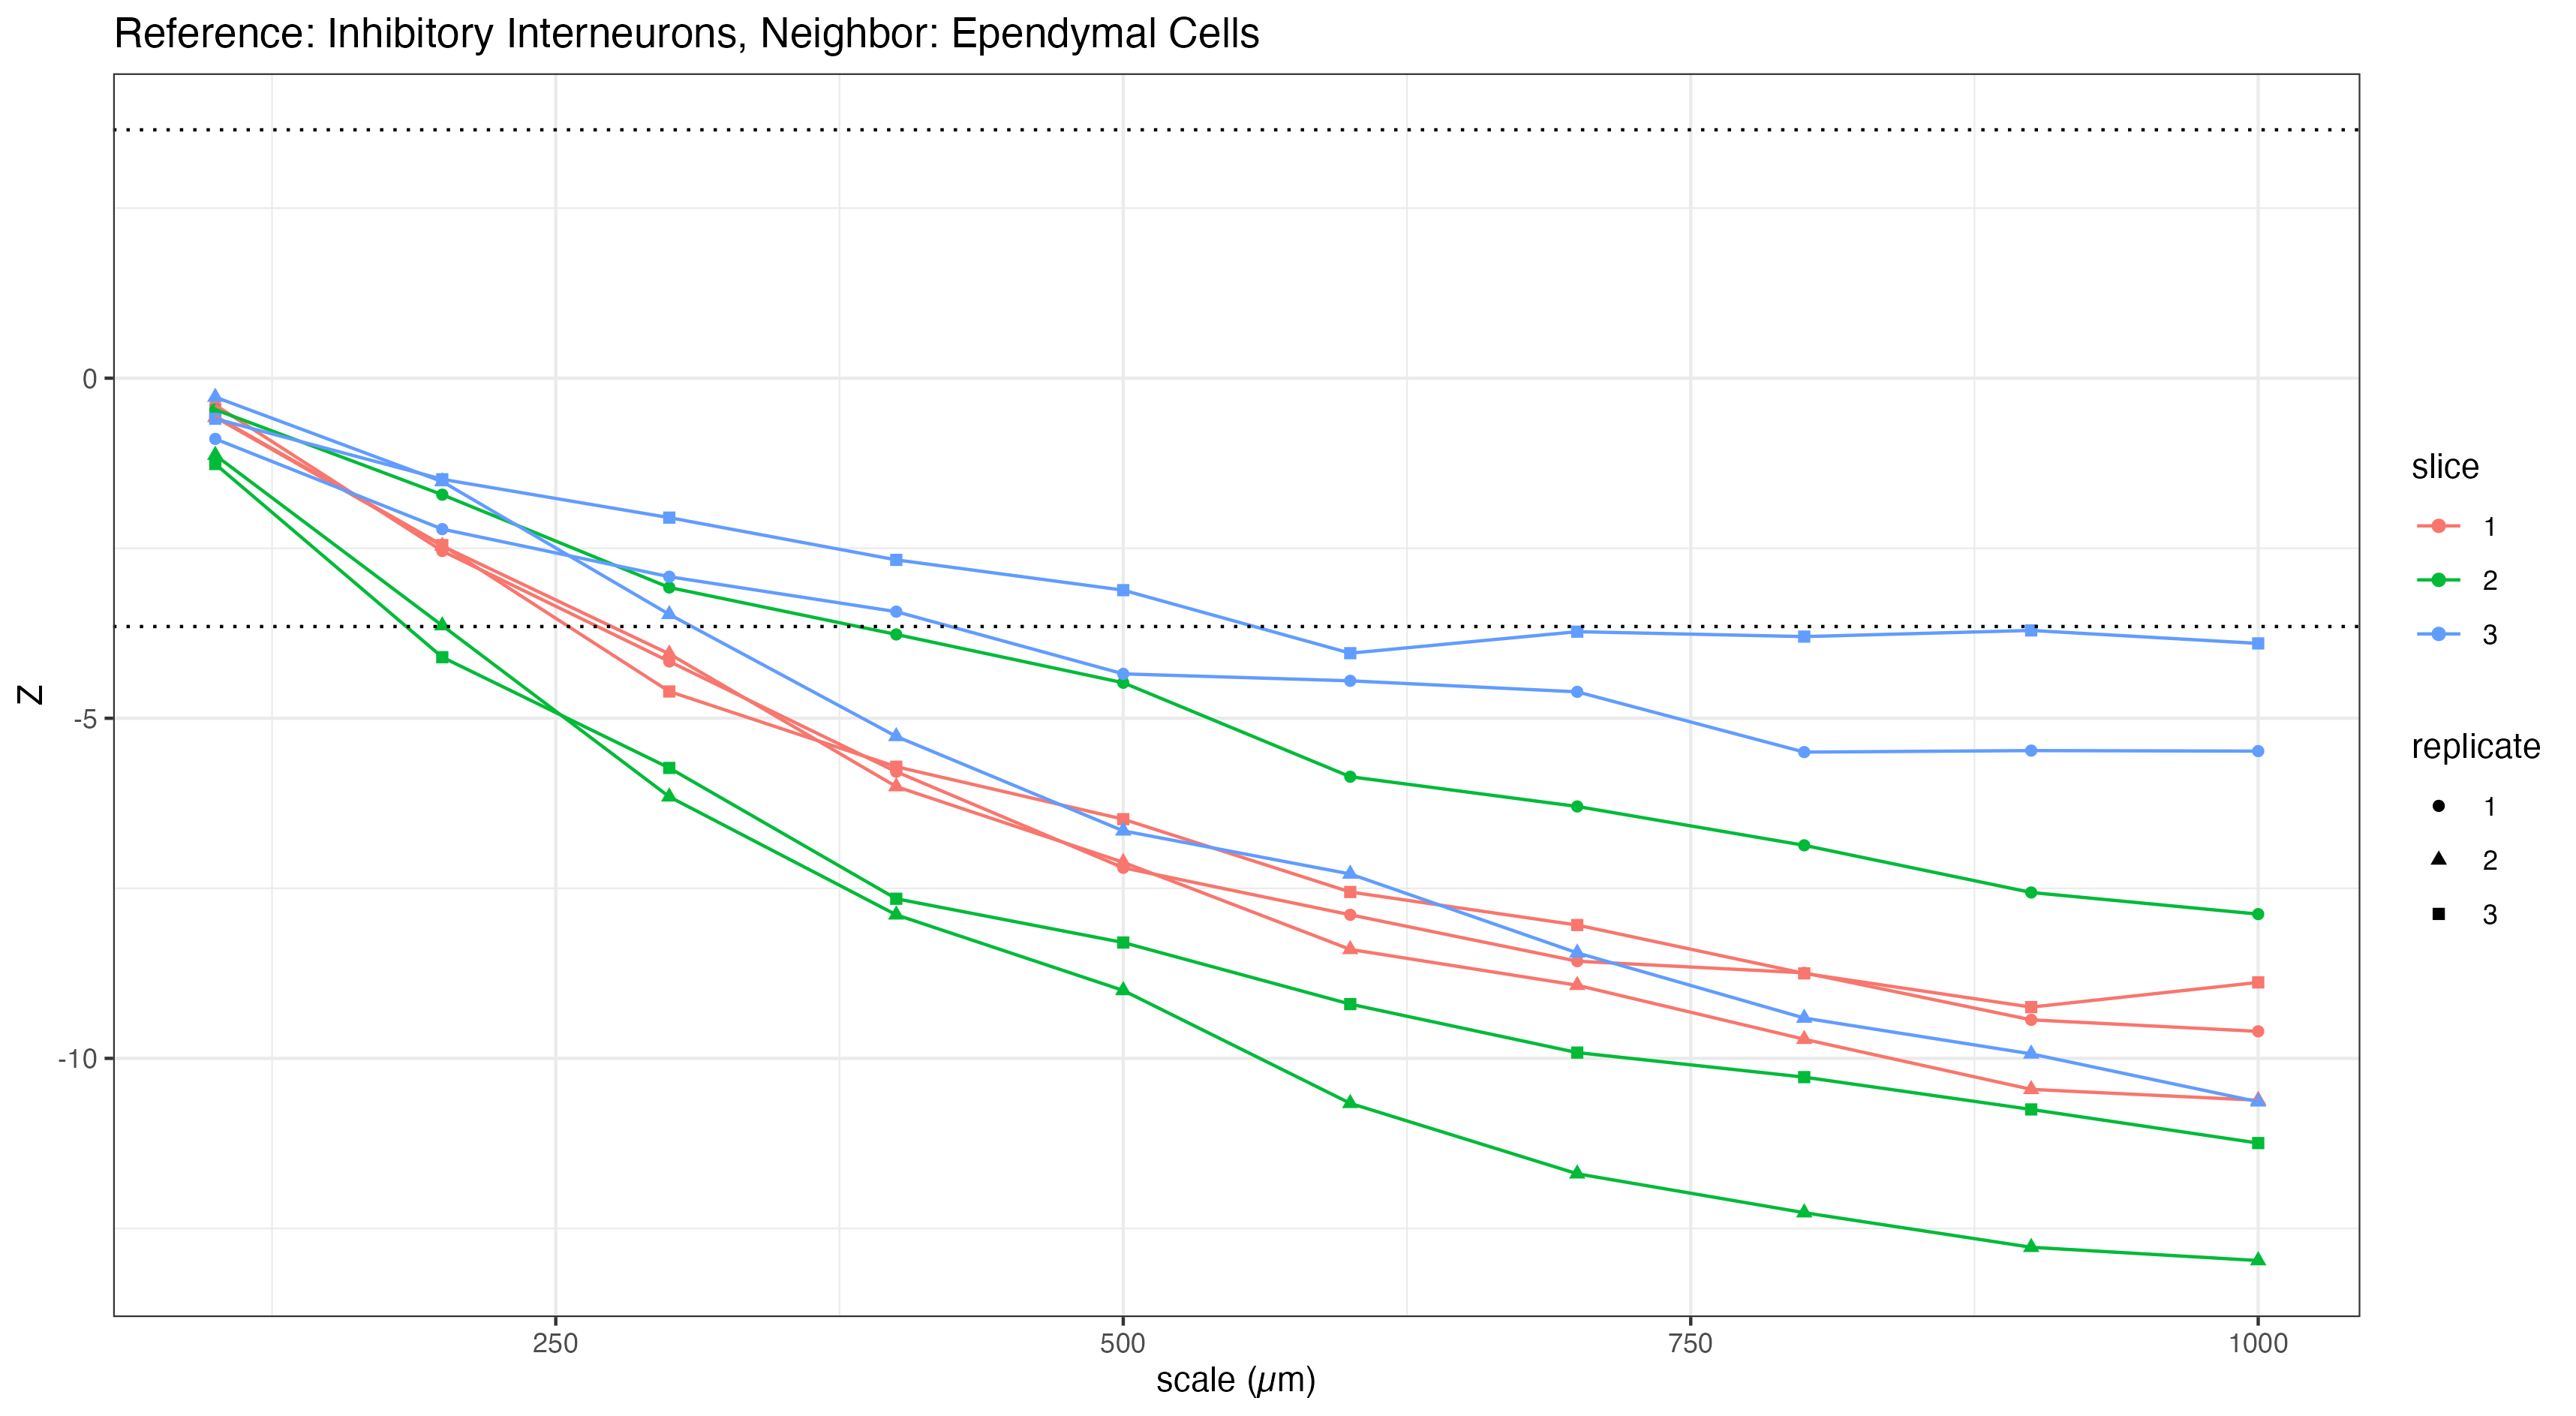 Reference: Inhibitory Interneurons, Neighbor: Ependymal Cells
0
-5
-10
Z
250
500
750
1000
scale (μm)
slice
1
2
3
replicate
1
2
3